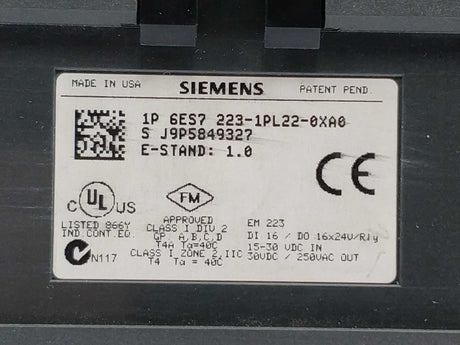 MADE IN USA SIEMENS PATENT PEND.
1P 6ES7 223-1PL22-0XA0
S J9P5849327
E-STAND: 1.0
CE
C UL US
LISTED 866Y
IND CONT.EQ.
N117
FM
APPROVED
CLASS I DIV 2
GP. A,B,C,D
T4A Ta=40C
CLASS I ZONE 2,IIC
T4 Ta = 40C
EM 223
DI 16 / DO 16x24V/Rly
15-30 VDC IN
30VDC / 250VAC OUT